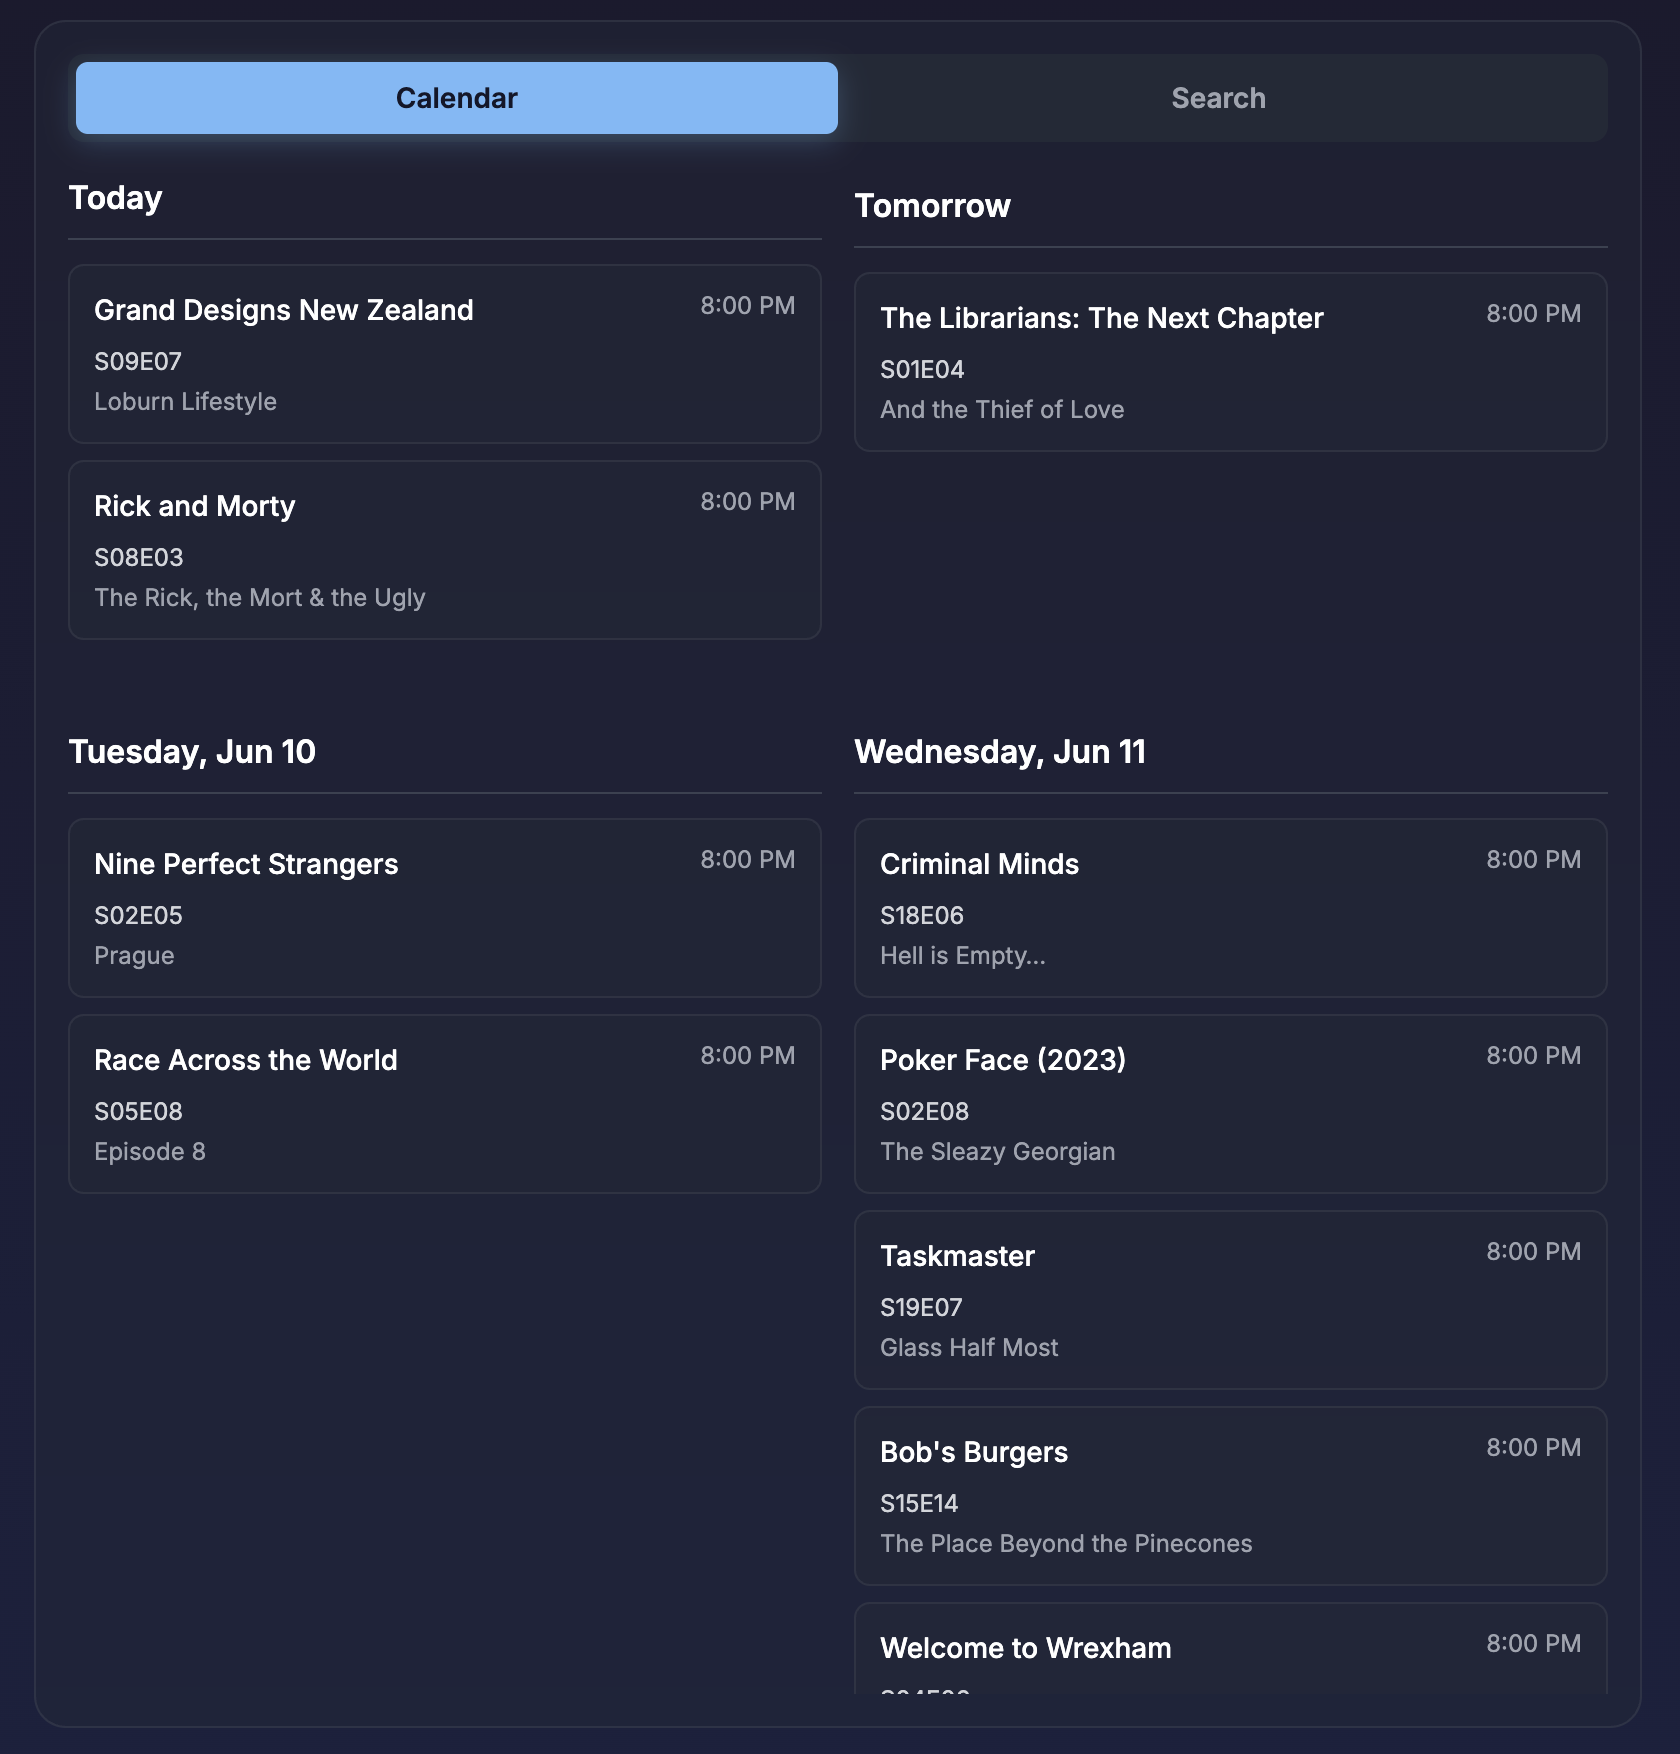 Calendar
Search
Today
Grand Designs New Zealand
8:00 PM
S09E07
Loburn Lifestyle
Rick and Morty
8:00 PM
S08E03
The Rick, the Mort & the Ugly
Tomorrow
The Librarians: The Next Chapter
8:00 PM
S01E04
And the Thief of Love
Tuesday, Jun 10
Nine Perfect Strangers
8:00 PM
S02E05
Prague
Race Across the World
8:00 PM
S05E08
Episode 8
Wednesday, Jun 11
Criminal Minds
8:00 PM
S18E06
Hell is Empty...
Poker Face (2023)
8:00 PM
S02E08
The Sleazy Georgian
Taskmaster
8:00 PM
S19E07
Glass Half Most
Bob's Burgers
8:00 PM
S15E14
The Place Beyond the Pinecones
Welcome to Wrexham
8:00 PM